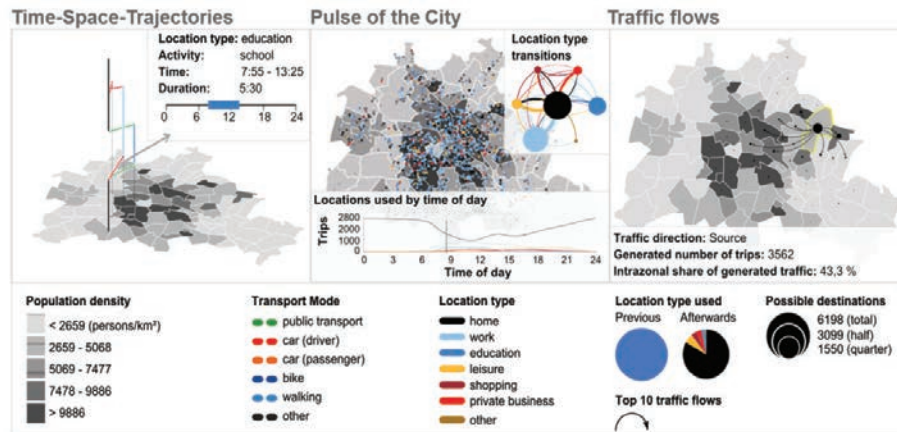 Time-Space-Trajectories
Location type: education
Activity: school
Time: 7:55 - 13:25
Duration: 5:30
0 6 12 18 24
Pulse of the City
Location type
transitions
Locations used by time of day
Trips
2800
2000
1000
0
0 3 6 9 12 15 18 21 24
Time of day
Traffic flows
Traffic direction: Source
Generated number of trips: 3562
Intrazonal share of generated traffic: 43,3 %
Population density
< 2659 (persons/km²)
2659 - 5068
5069 - 7477
7478 - 9886
> 9886
Transport Mode
public transport
car (driver)
car (passenger)
bike
walking
other
Location type
home
work
education
leisure
shopping
private business
other
Location type used
Previous Afterwards
Top 10 traffic flows
Possible destinations
6198 (total)
3099 (half)
1550 (quarter)